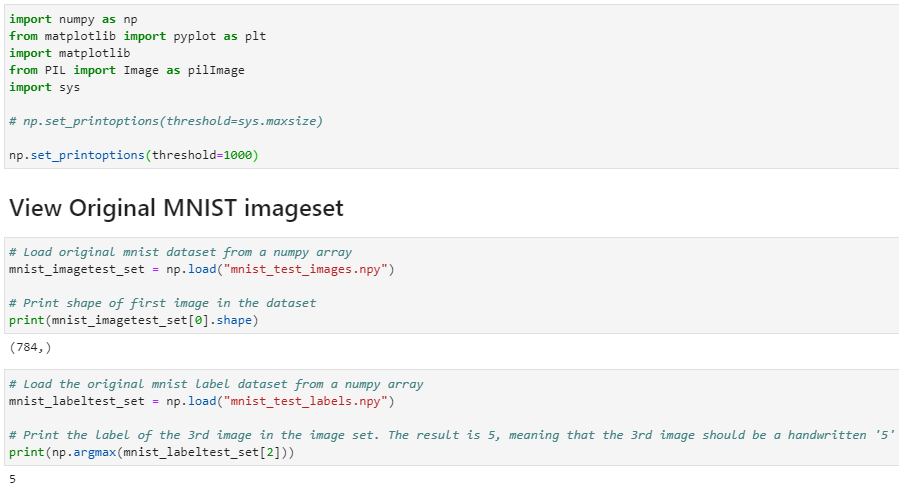 import numpy as np
from matplotlib import pyplot as plt
import matplotlib
from PIL import Image as pilImage
import sys
# np.set_printoptions(threshold=sys.maxsize)
np.set_printoptions(threshold=1000)
View Original MNIST imageset
# Load original mnist dataset from a numpy array
mnist_imagetest_set = np.load("mnist_test_images.npy")
# Print shape of first image in the dataset
print(mnist_imagetest_set[0].shape)
(784,)
# Load the original mnist label dataset from a numpy array
mnist_labeltest_set = np.load("mnist_test_labels.npy")
# Print the label of the 3rd image in the image set. The result is 5, meaning that the 3rd image should be a handwritten '5'
print(np.argmax(mnist_labeltest_set[2]))
5